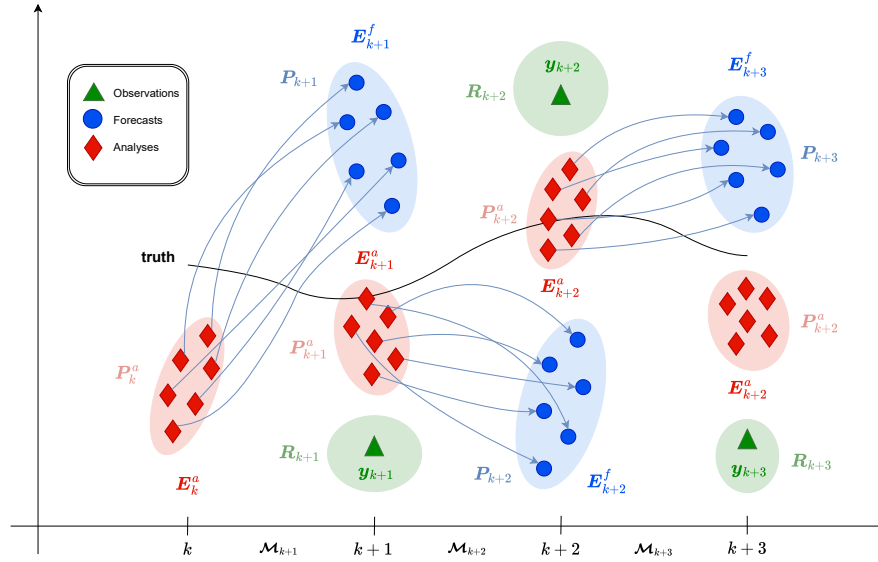 E^f_{k+1}
P_{k+1}
y_{k+2}
R_{k+2}
E^f_{k+3}
Observations
Forecasts
Analyses
P_{k+3}
P^a_{k+2}
truth
E^a_{k+1}
E^a_{k+2}
P^a_{k+1}
P^a_{k+2}
P^a_k
E^a_{k+2}
R_{k+1}
y_{k+1}
P_{k+2}
E^f_{k+2}
y_{k+3}
R_{k+3}
E^a_k
k
M_{k+1}
k + 1
M_{k+2}
k + 2
M_{k+3}
k + 3